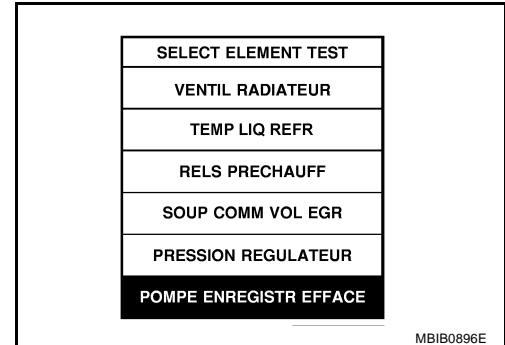 SELECT ELEMENT TEST
VENTIL RADIATEUR
TEMP LIQ REFR
RELS PRECHAUFF
SOUP COMM VOL EGR
PRESSION REGULATEUR
POMPE ENREGISTR EFFACE
MBIB0896E